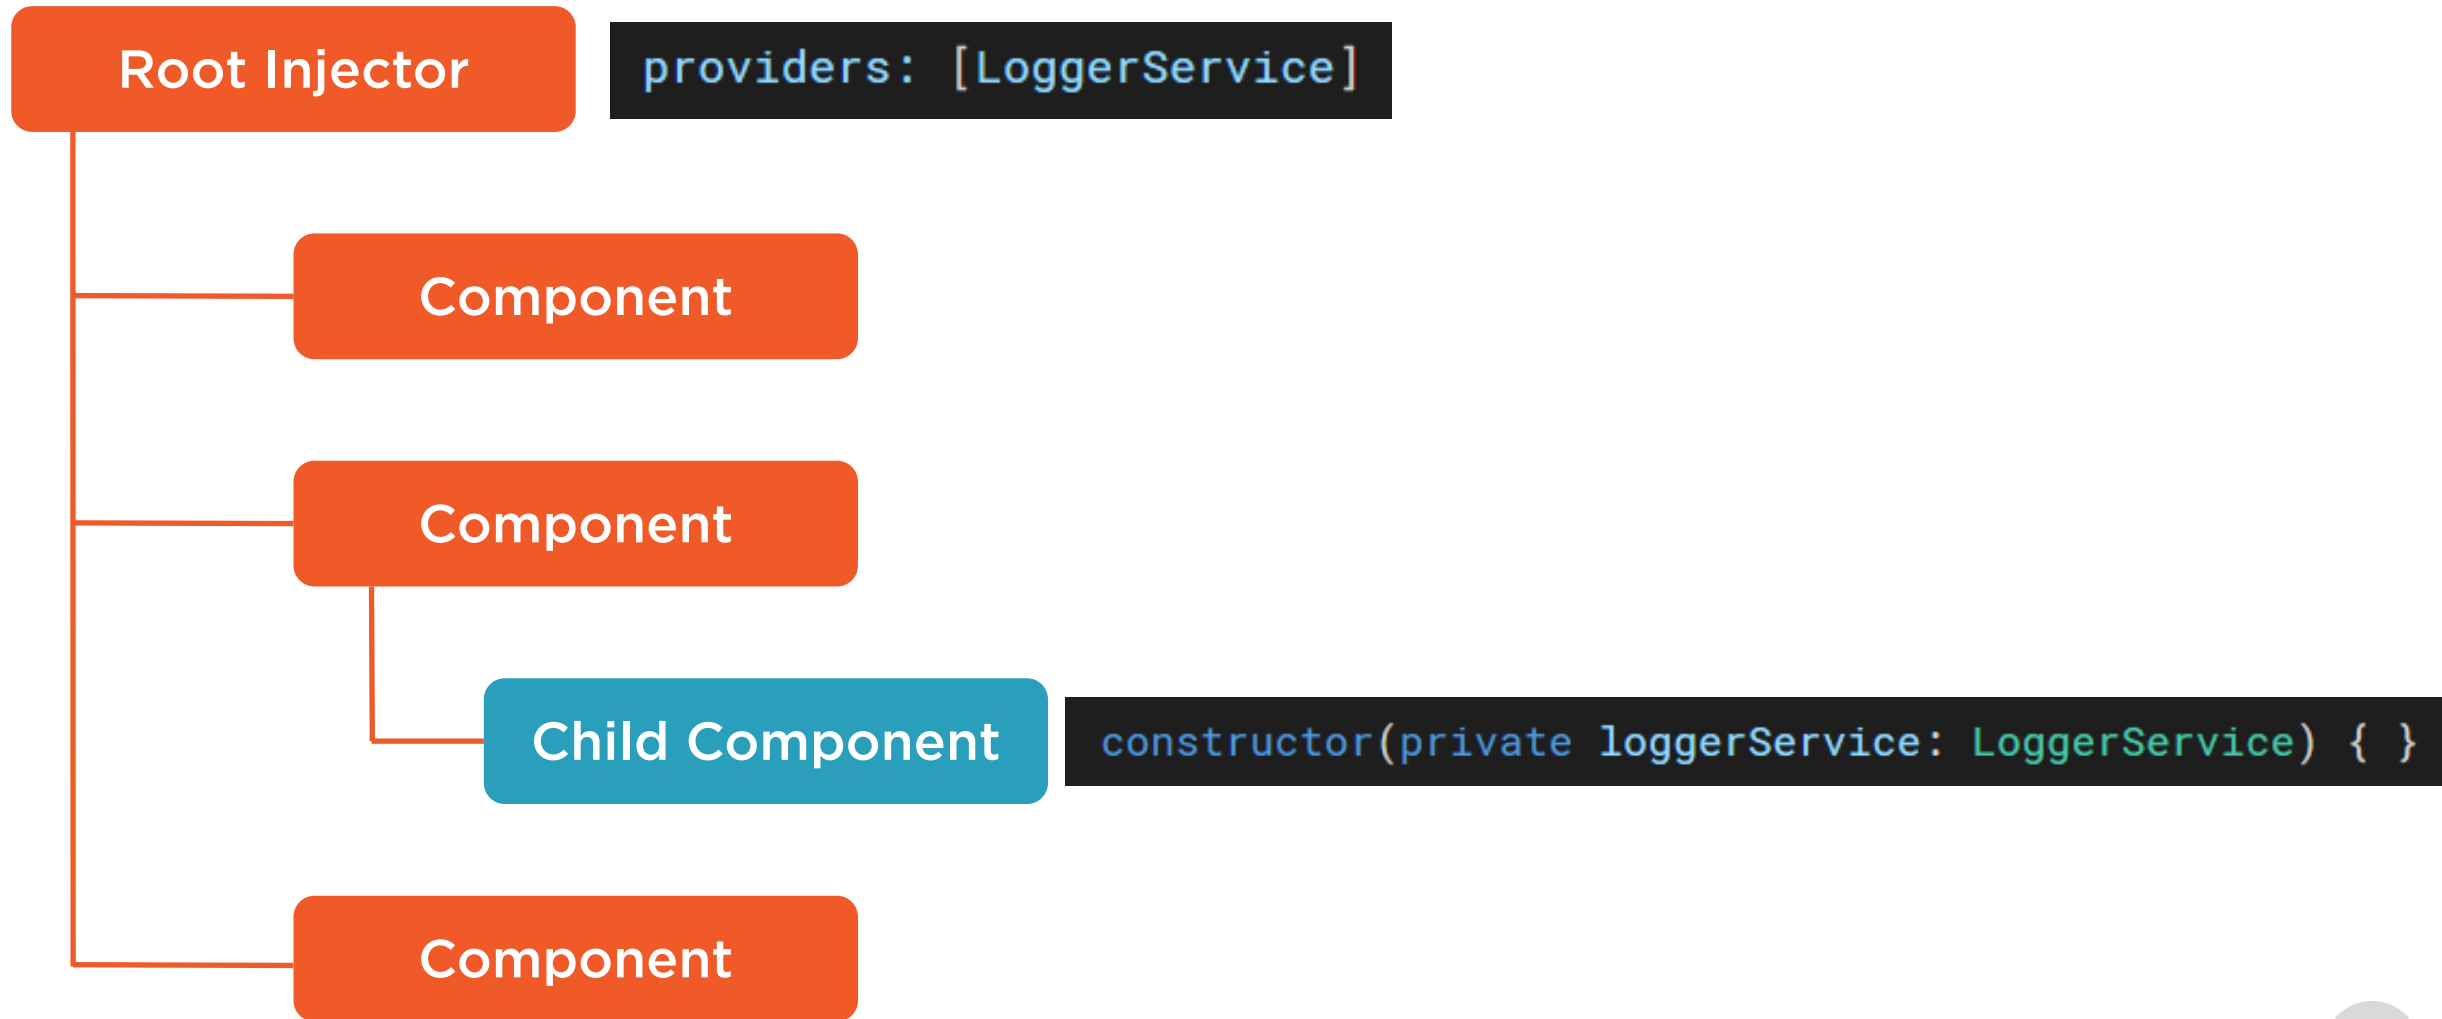 Root Injector
providers: [LoggerService]
Component
Component
Child Component
constructor(private loggerService: LoggerService) { }
Component